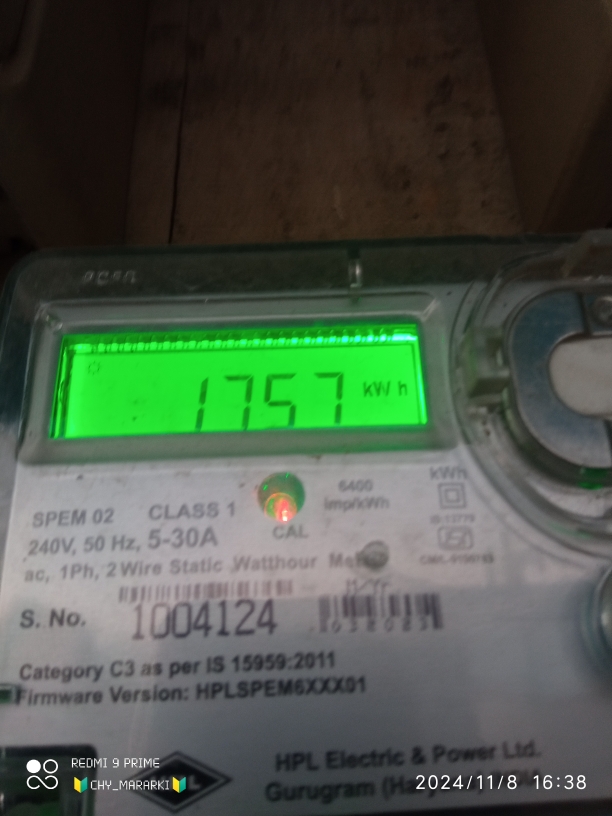 1757 kWh
kWh
6400
imp/kWh
SPEM 02 CLASS 1
240V, 50 Hz, 5-30A
CAL
ac, 1Ph, 2 Wire Static Watthour
M/Yr
S. No. 1004124
Category C3 as per IS 15959:2011
Firmware Version: HPLSPEM6XXX01
HPL Electric & Power Ltd.
Gurugram
REDMI 9 PRIME
🔰CHY_MARARKI🔰
2024/11/8 16:38